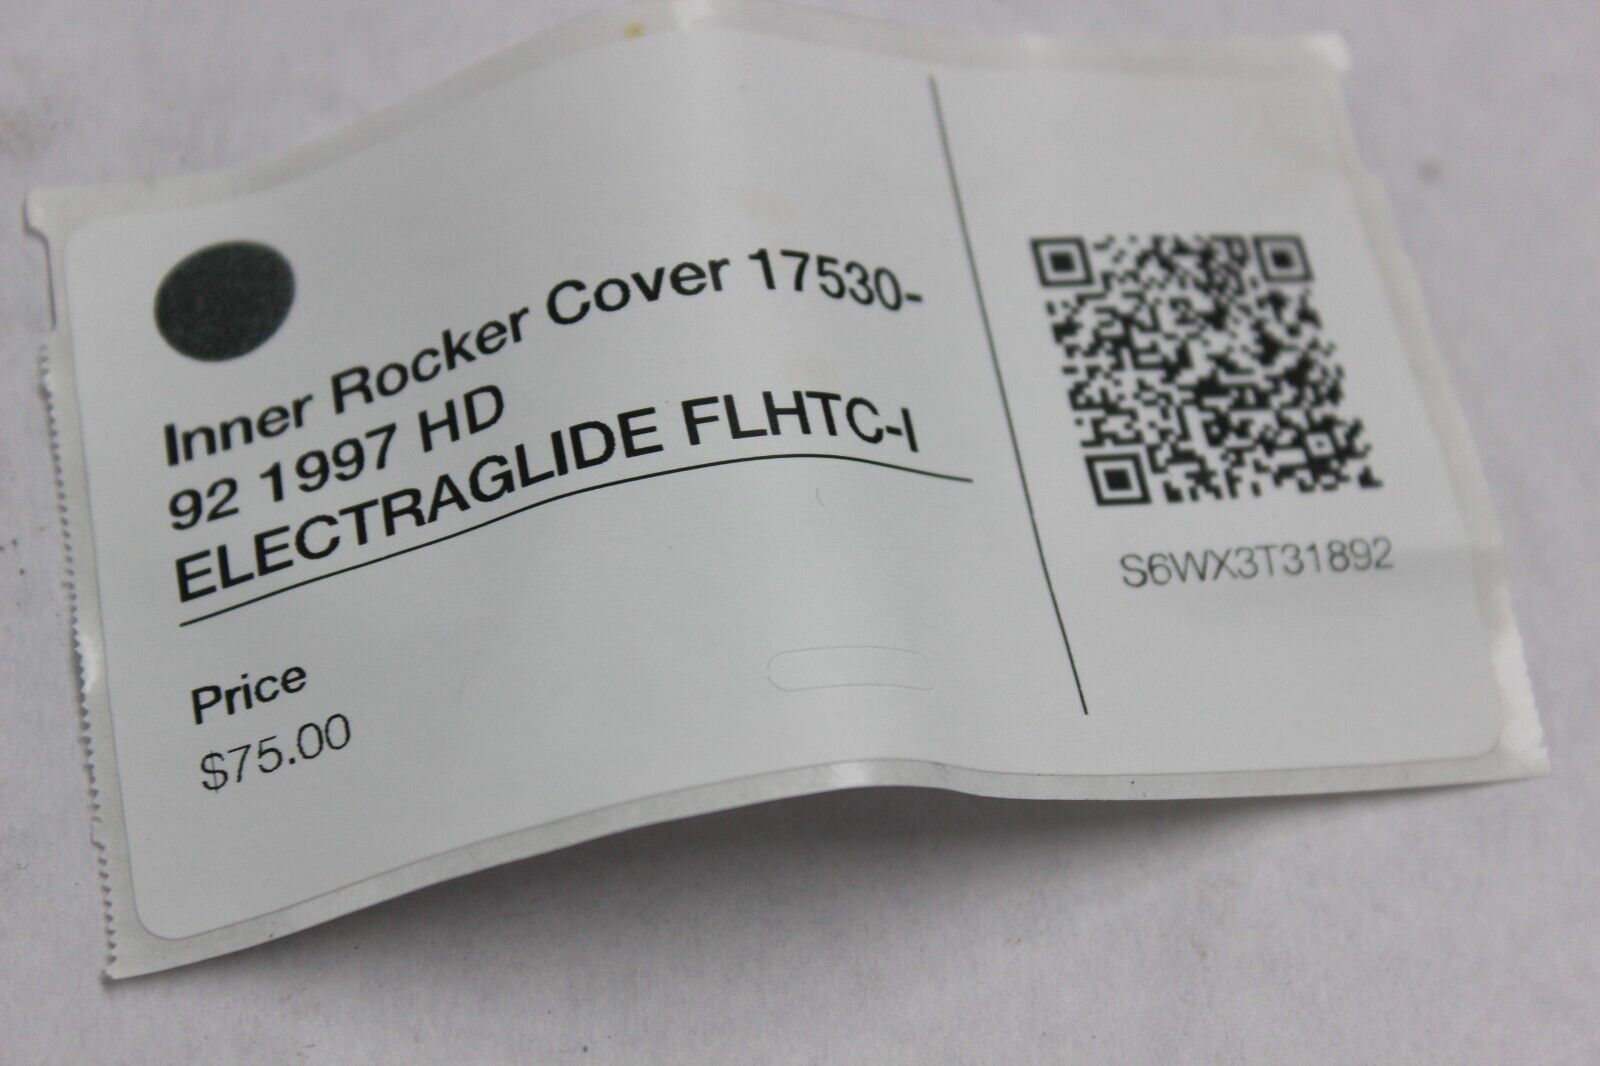 Inner Rocker Cover 17530-
92 1997 HD
ELECTRAGLIDE FLHTC-I
Price
$75.00
S6WX3T31892